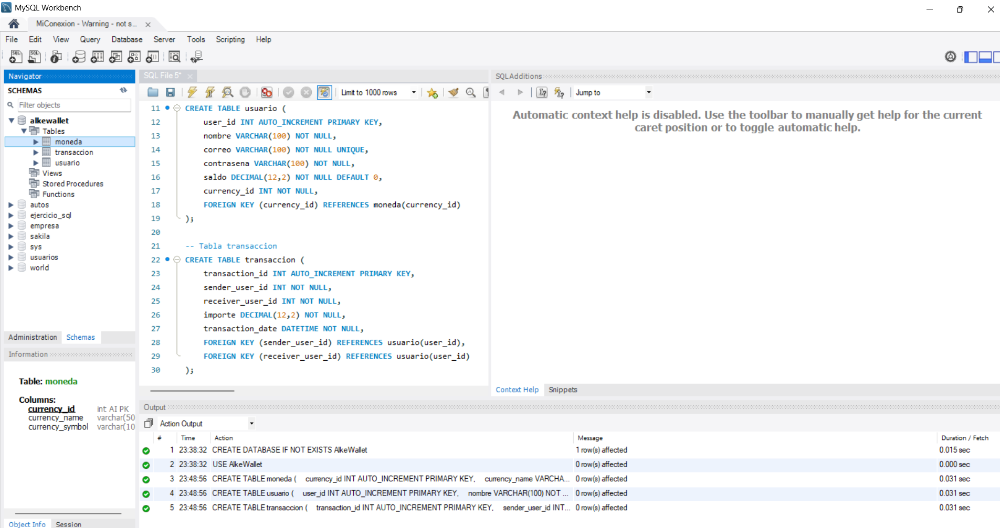 MySQL Workbench
MiConexion - Warning - not s...
File Edit View Query Database Server Tools Scripting Help
Navigator
SCHEMAS
Filter objects
alkewallet
Tables
moneda
transaccion
usuario
Views
Stored Procedures
Functions
autos
ejercicio_sql
empresa
sakila
sys
usuarios
world
Administration Schemas
Information
Table: moneda
Columns:
currency_id int AI PK
currency_name varchar(50
currency_symbol varchar(10
Object Info Session
SQL File 5*
Limit to 1000 rows
11 CREATE TABLE usuario (
12 user_id INT AUTO_INCREMENT PRIMARY KEY,
13 nombre VARCHAR(100) NOT NULL,
14 correo VARCHAR(100) NOT NULL UNIQUE,
15 contrasena VARCHAR(100) NOT NULL,
16 saldo DECIMAL(12,2) NOT NULL DEFAULT 0,
17 currency_id INT NOT NULL,
18 FOREIGN KEY (currency_id) REFERENCES moneda(currency_id)
19 );
20
21 -- Tabla transaccion
22 CREATE TABLE transaccion (
23 transaction_id INT AUTO_INCREMENT PRIMARY KEY,
24 sender_user_id INT NOT NULL,
25 receiver_user_id INT NOT NULL,
26 importe DECIMAL(12,2) NOT NULL,
27 transaction_date DATETIME NOT NULL,
28 FOREIGN KEY (sender_user_id) REFERENCES usuario(user_id),
29 FOREIGN KEY (receiver_user_id) REFERENCES usuario(user_id)
30 );
SQLAdditions
Jump to
Automatic context help is disabled. Use the toolbar to manually get help for the current
caret position or to toggle automatic help.
Context Help Snippets
Output
Action Output
# Time Action Message Duration / Fetch
1 23:38:32 CREATE DATABASE IF NOT EXISTS AlkeWallet 1 row(s) affected 0.015 sec
2 23:38:32 USE AlkeWallet 0 row(s) affected 0.000 sec
3 23:48:56 CREATE TABLE moneda ( currency_id INT AUTO_INCREMENT PRIMARY KEY, currency_name VARCHA... 0 row(s) affected 0.031 sec
4 23:48:56 CREATE TABLE usuario ( user_id INT AUTO_INCREMENT PRIMARY KEY, nombre VARCHAR(100) NOT ... 0 row(s) affected 0.031 sec
5 23:48:56 CREATE TABLE transaccion ( transaction_id INT AUTO_INCREMENT PRIMARY KEY, sender_user_id INT... 0 row(s) affected 0.031 sec